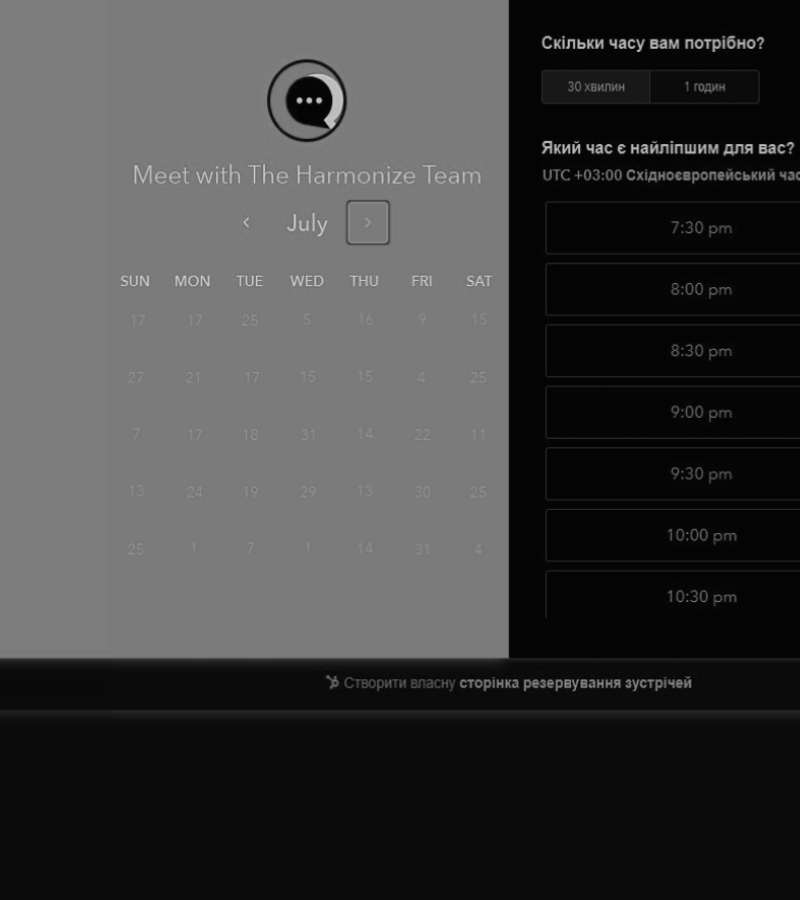 Meet with The Harmonize Team
July
SUN MON TUE WED THU FRI SAT
17 17 25 5 16 9 15
27 21 17 15 15 4 25
7 17 18 31 14 22 11
13 24 19 29 13 30 25
25 1 7 1 14 31 4
Скільки часу вам потрібно?
30 хвилин 1 годин
Який час є найліпшим для вас?
UTC +03:00 Східноєвропейський час
7:30 pm
8:00 pm
8:30 pm
9:00 pm
9:30 pm
10:00 pm
10:30 pm
Створити власну сторінка резервування зустрічей